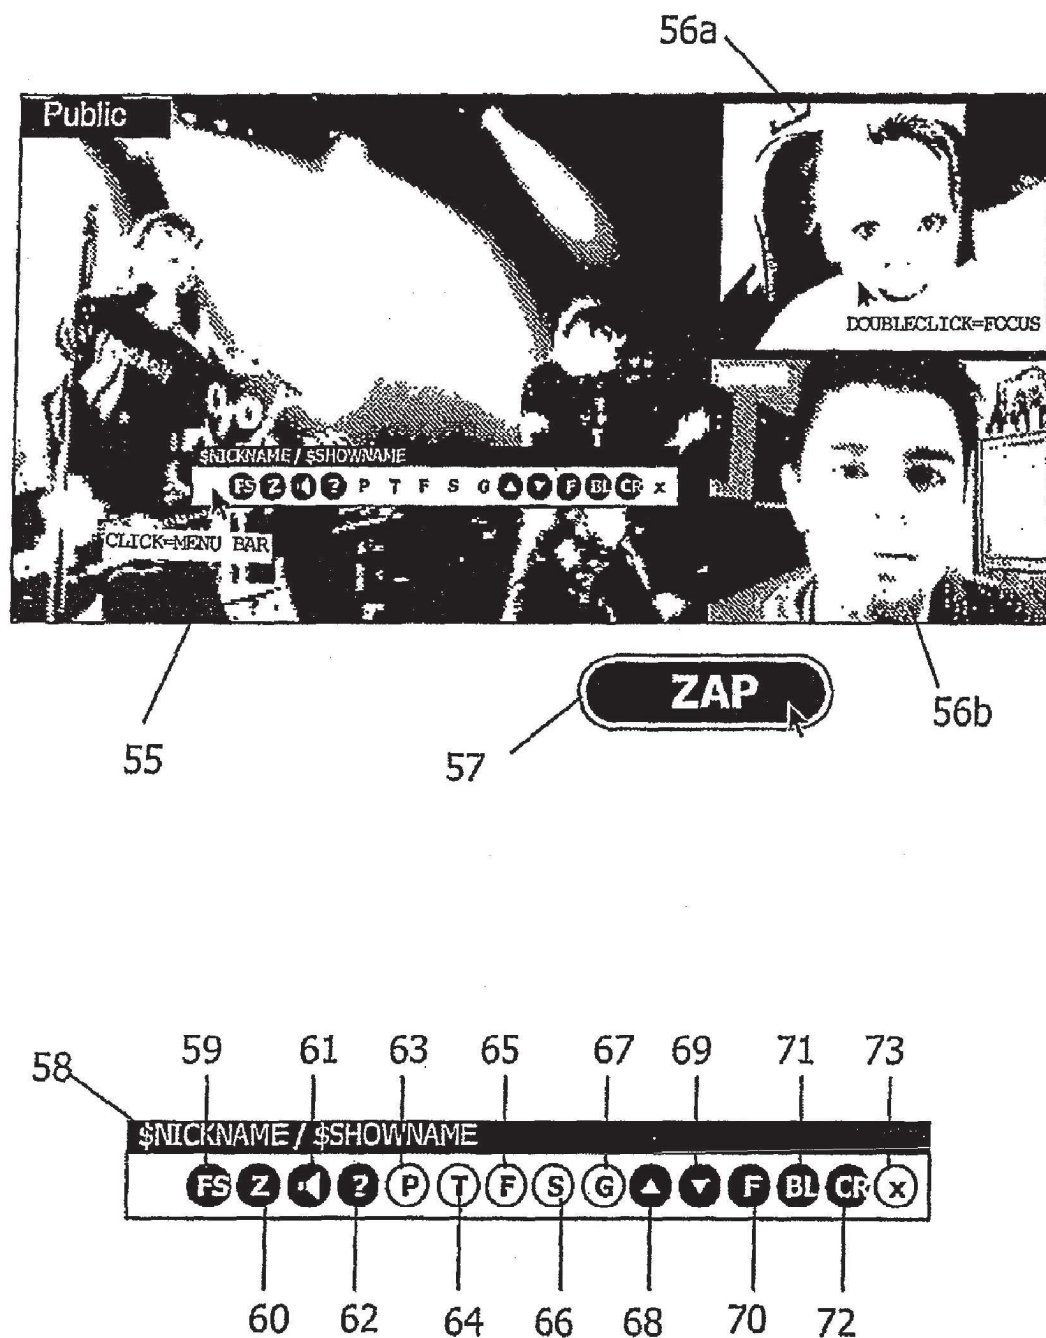 56a
Public
DOUBLECLICK=FOCUS
$NICKNAME / $SHOWNAME
FS Z ? P T F S G F BL CR x
CLICK=MENU BAR
ZAP
55
57
56b
59 61 63 65 67 69 71 73
58
$NICKNAME / $SHOWNAME
FS Z ? P T F S G F BL CR x
60 62 64 66 68 70 72